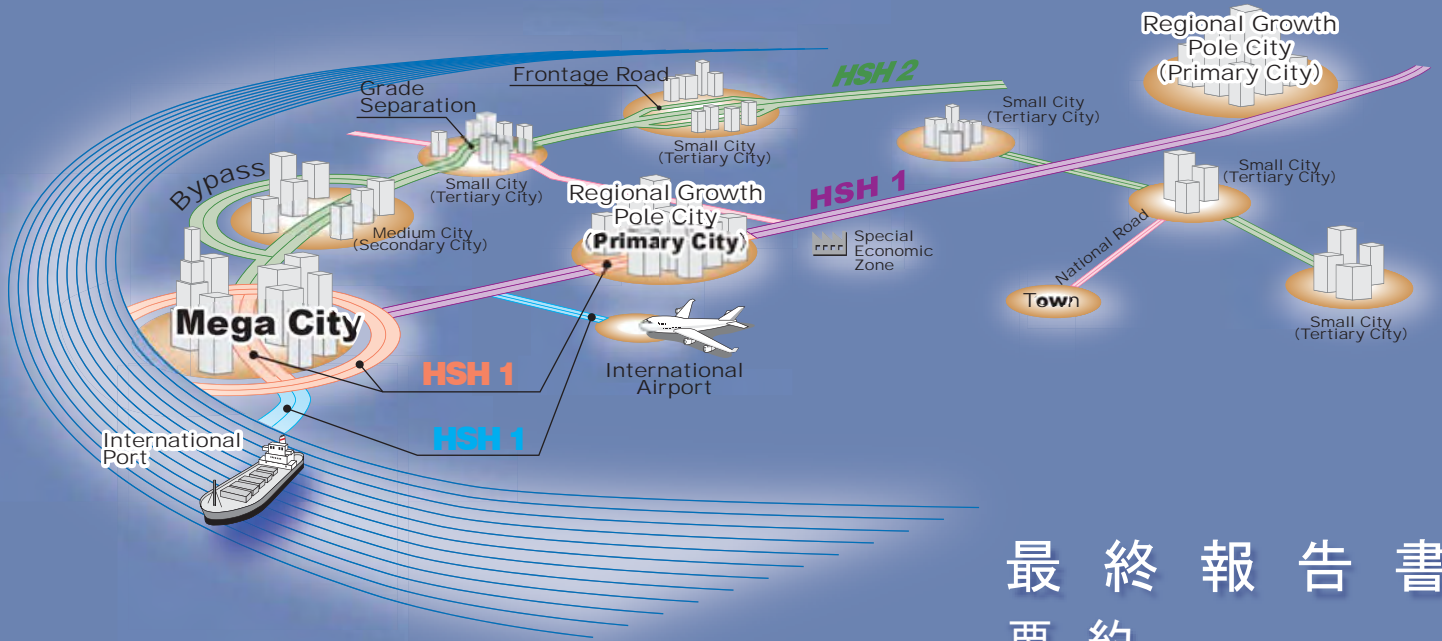 Regional Growth
Pole City
(Primary City)
Frontage Road
HSH 2
Grade
Separation
Small City
(Tertiary City)
Small City
(Tertiary City)
Bypass
Small City
(Tertiary City)
Small City
(Tertiary City)
Regional Growth
Pole City
(Primary City)
HSH 1
Medium City
(Secondary City)
Special
Economic
Zone
National Road
Town
Mega City
Small City
(Tertiary City)
HSH 1
International
Airport
HSH 1
International
Port
最終報告書
要約